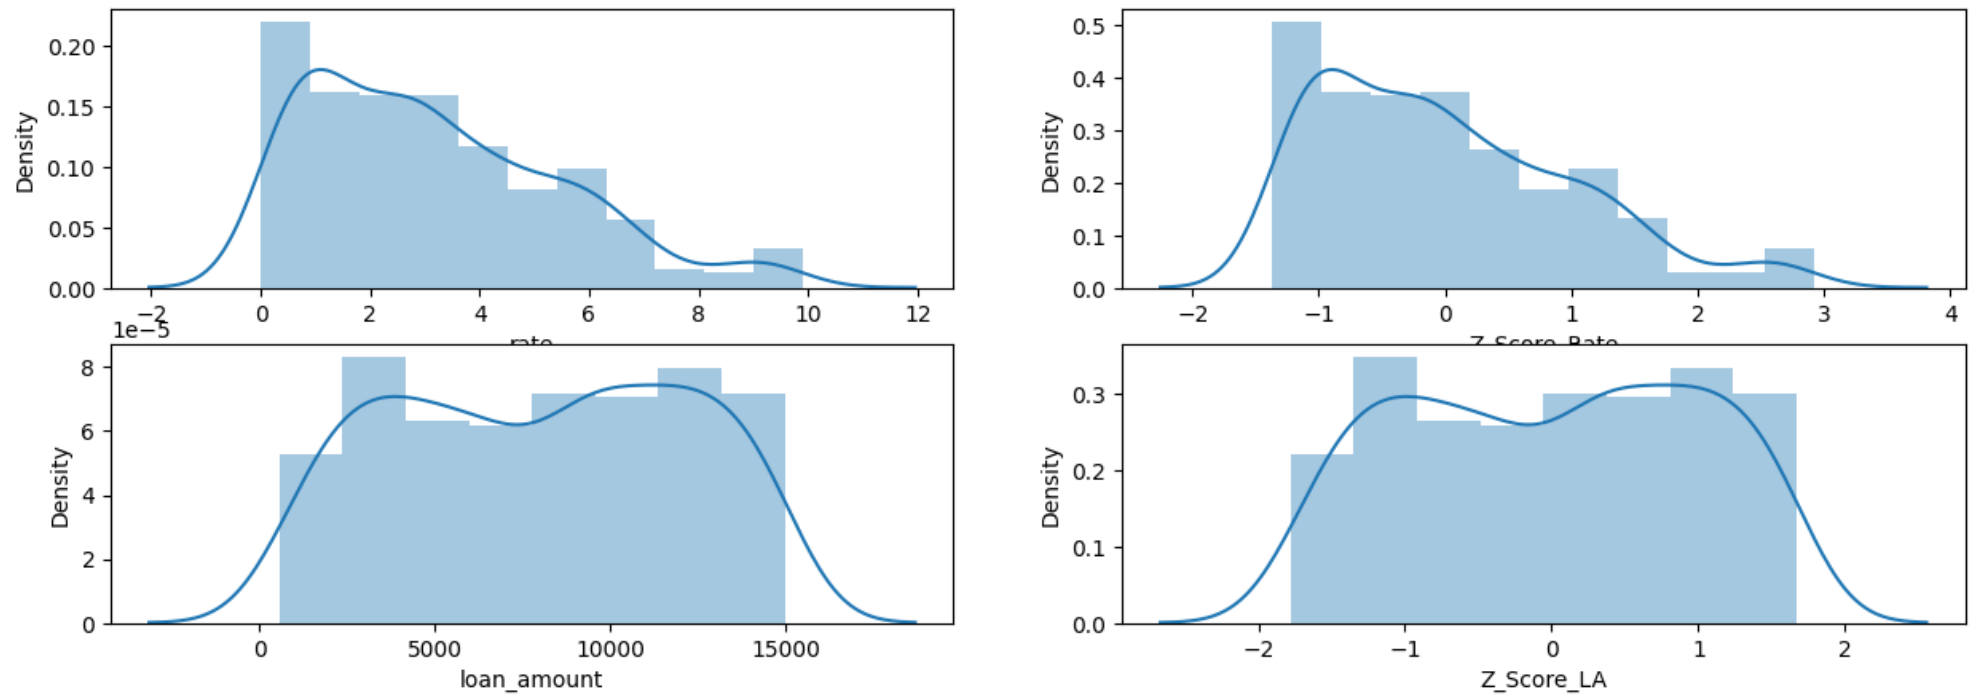 Density
0.20
0.15
0.10
0.05
0.00
−2 0 2 4 6 8 10 12
rate
Density
0.5
0.4
0.3
0.2
0.1
0.0
−2 −1 0 1 2 3 4
Z_Score_Rate
1e−5
Density
8
6
4
2
0
0 5000 10000 15000
loan_amount
Density
0.3
0.2
0.1
0.0
−2 −1 0 1 2
Z_Score_LA